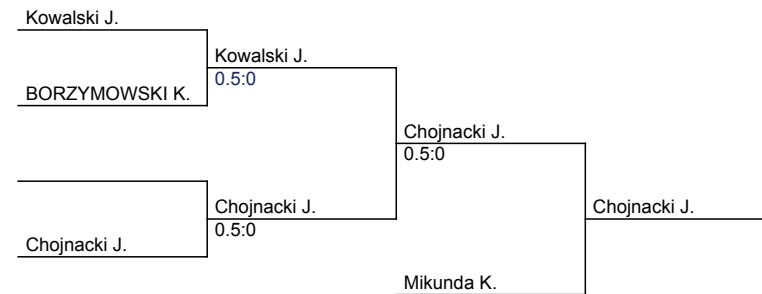 Kowalski J.
Kowalski J.
0.5:0
BORZYMOWSKI K.
Chojnacki J.
0.5:0
Chojnacki J.
Chojnacki J.
0.5:0
Chojnacki J.
Mikunda K.